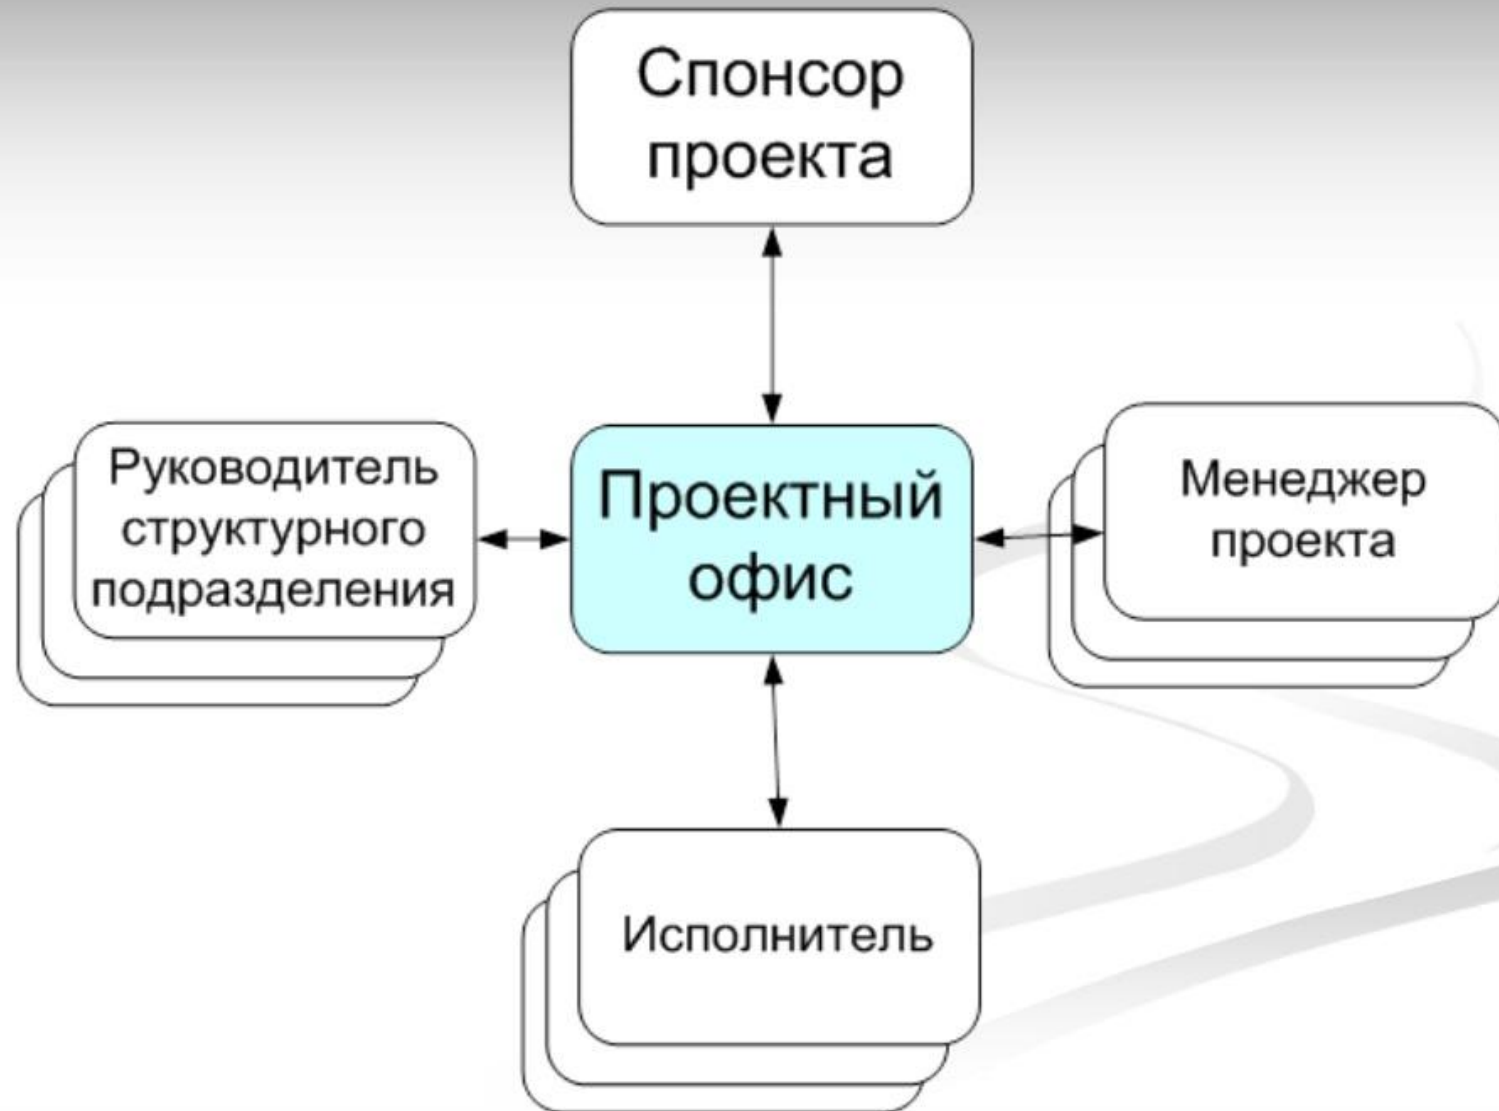 Спонсор
проекта
Руководитель
структурного
подразделения
Проектный
офис
Менеджер
проекта
Исполнитель